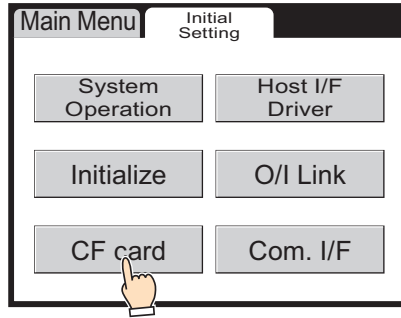 Main Menu
Initial
Setting
System
Operation
Host I/F
Driver
Initialize
O/I Link
CF card
Com. I/F